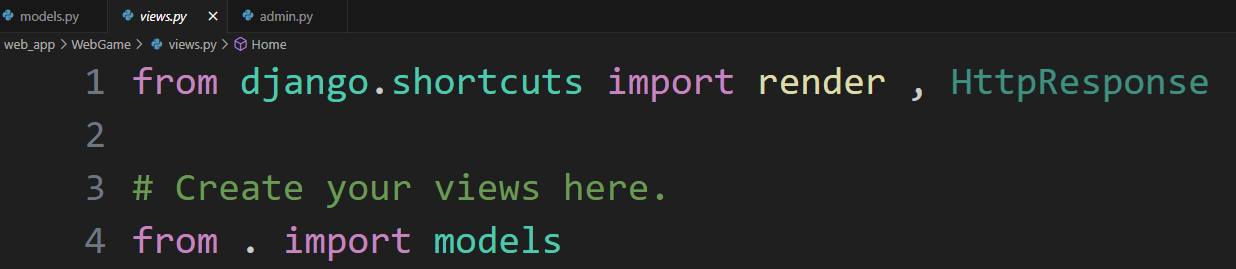 models.py views.py × admin.py
web_app > WebGame > views.py > Home
1 from django.shortcuts import render , HttpResponse
2
3 # Create your views here.
4 from . import models